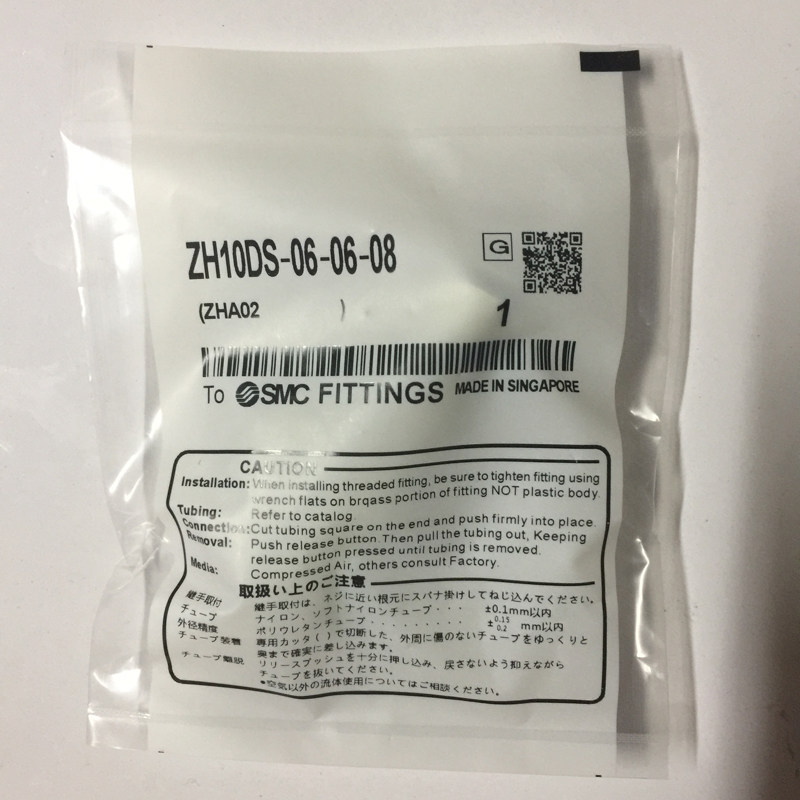 ZH10DS-06-06-08
G
(ZHA02 )
1
To SMC FITTINGS MADE IN SINGAPORE
CAUTION
Installation: When installing threaded fitting, be sure to tighten fitting using
wrench flats on brqass portion of fitting NOT plastic body.
Tubing: Refer to catalog.
Connection: Cut tubing square on the end and push firmly into place.
Removal: Push release button. Then pull the tubing out, Keeping
release button pressed until tubing is removed.
Media: Compressed Air, others consult Factory.
取扱い上のご注意
継手取付 継手取付は、ネジに近い根元にスパナ掛けしてねじ込んでください。
チューブ ナイロン、ソフトナイロンチューブ・・・ ±0.1mm以内
外径精度 ポリウレタンチューブ・・・・・・・・・ ±0.15 0.2 mm以内
チューブ装着 専用カッタ( )で切断した、外周に傷のないチューブをゆっくりと
奥まで確実に差し込みます。
チューブ離脱 リリースプッシュを十分に押し込み、戻さないよう抑えながら
チューブを抜いてください。
*空気以外の流体使用についてはご相談ください。